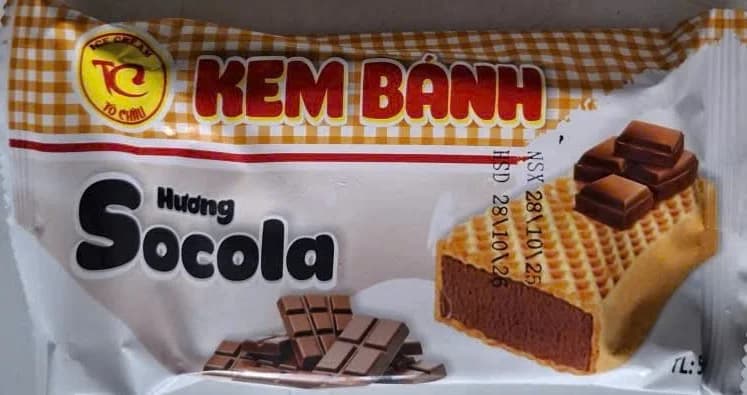 ICE CREAM
TC
TÔ CHÂU
KEM BÁNH
Hương
Socola
NSX 28\10\25
HSD 28\10\26
TL: